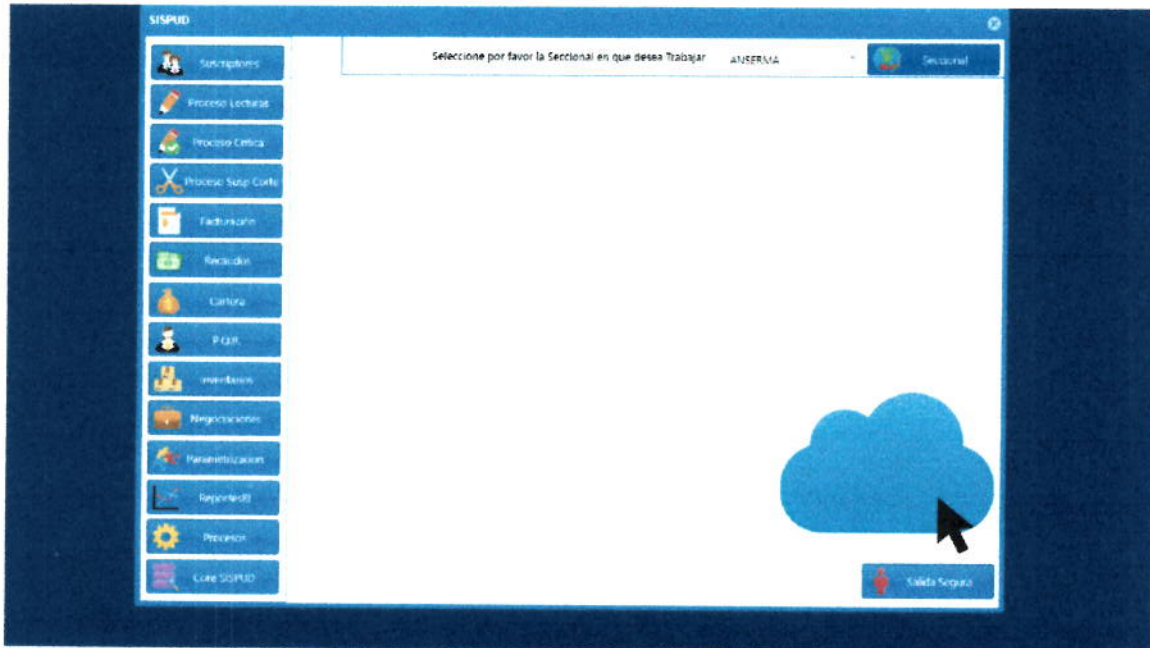 SISPUD
Seleccione por favor la Seccional en que desea Trabajar ANSERMA Seccional
Suscriptores
Proceso Lecturas
Proceso Critica
Proceso Susp Corte
Facturación
Recaudos
Cartera
P.Q.R.
Inventarios
Negociaciones
Parametrizacion
Procesos
Core SISPUD
Salida Segura